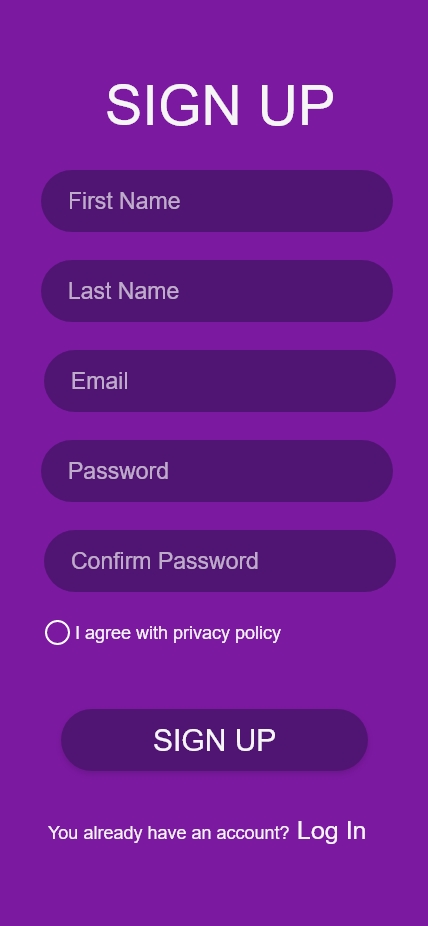 SIGN UP
First Name
Last Name
Email
Password
Confirm Password
I agree with privacy policy
SIGN UP
You already have an account? Log In